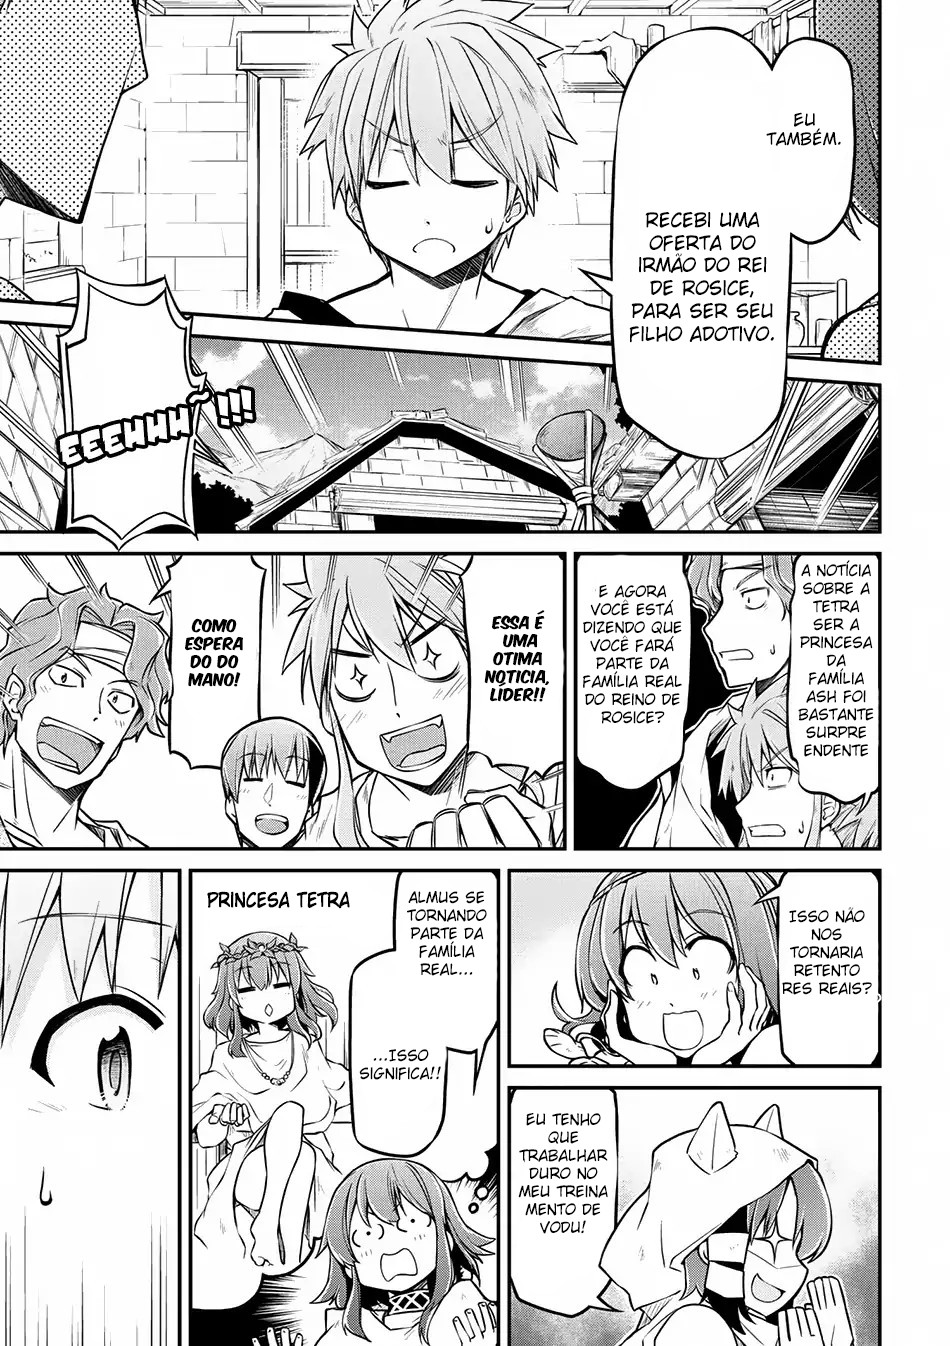 EU
TAMBÉM.
RECEBI UMA
OFERTA DO
IRMÃO DO REI
DE ROSICE,
PARA SER SEU
FILHO ADOTIVO.
EEEHHH~!!!
A NOTÍCIA
SOBRE A
TETRA
SER A
PRINCESA
DA
FAMÍLIA
ASH FOI
BASTANTE
SURPRE
ENDENTE
E AGORA
VOCÊ ESTÁ
DIZENDO QUE
VOCÊ FARÁ
PARTE DA
FAMÍLIA REAL
DO REINO DE
ROSICE?
ESSA É
UMA
OTIMA
NOTICIA,
LÍDER!!
COMO
ESPERA
DO DO
MANO!
ISSO NÃO
NOS
TORNARIA
RETENTO
RES REAIS?
EU TENHO
QUE
TRABALHAR
DURO NO
MEU TREINA
MENTO DE
VODU!
ALMUS SE
TORNANDO
PARTE DA
FAMÍLIA
REAL...
...ISSO
SIGNIFICA!!
PRINCESA TETRA